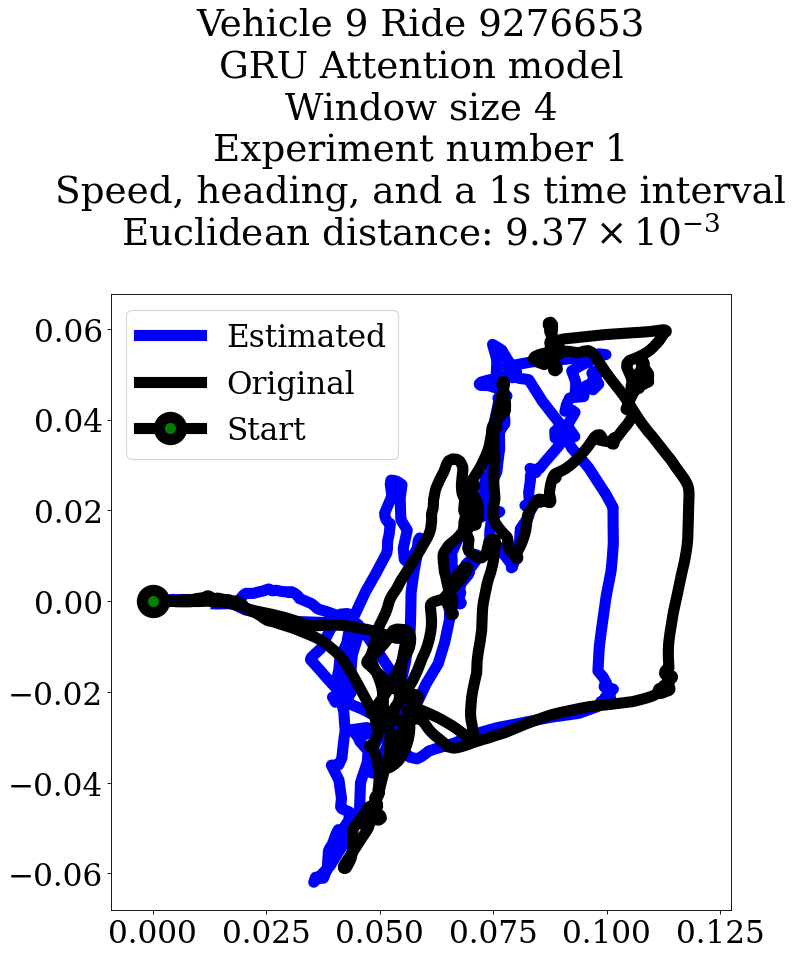 Vehicle 9 Ride 9276653
GRU Attention model
Window size 4
Experiment number 1
Speed, heading, and a 1s time interval
Euclidean distance: 9.37 × 10⁻³
Estimated
Original
Start
0.06
0.04
0.02
0.00
−0.02
−0.04
−0.06
0.000 0.025 0.050 0.075 0.100 0.125